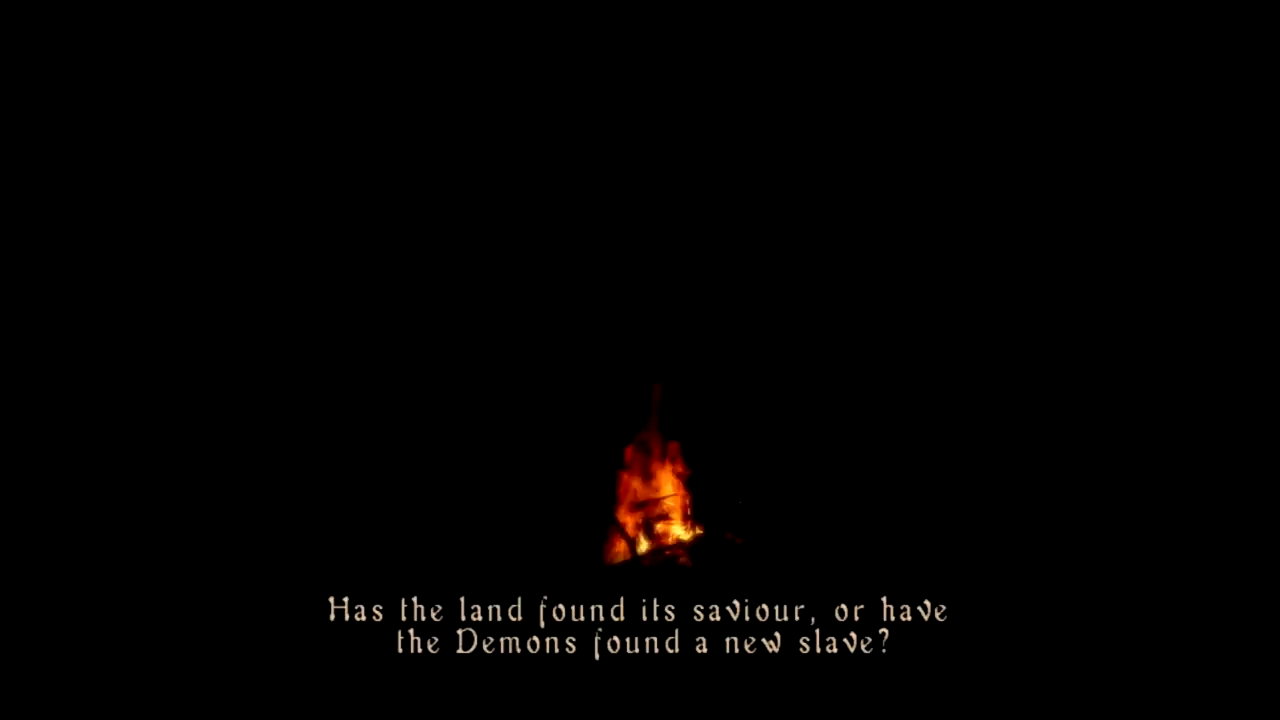 Has the land found its saviour, or have
the Demons found a new slave?